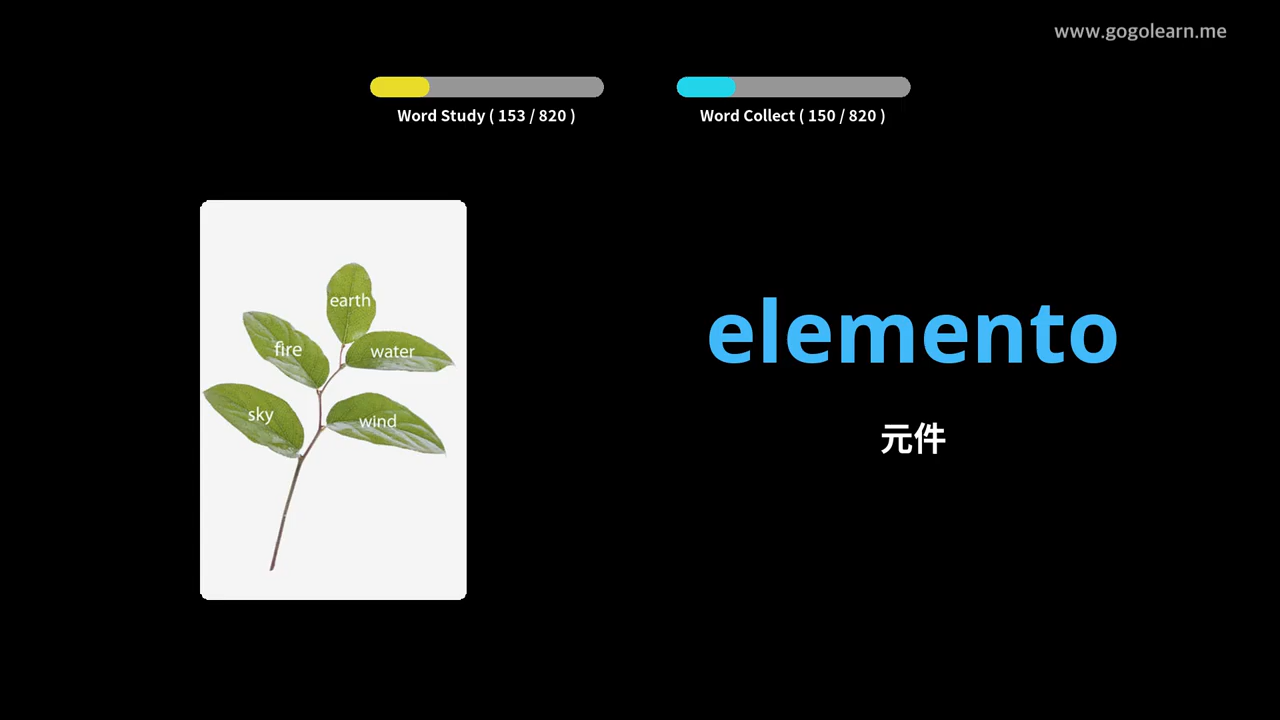 www.gogolearn.me
Word Study ( 153 / 820 )
Word Collect ( 150 / 820 )
earth
fire
water
sky
wind
elemento
元件